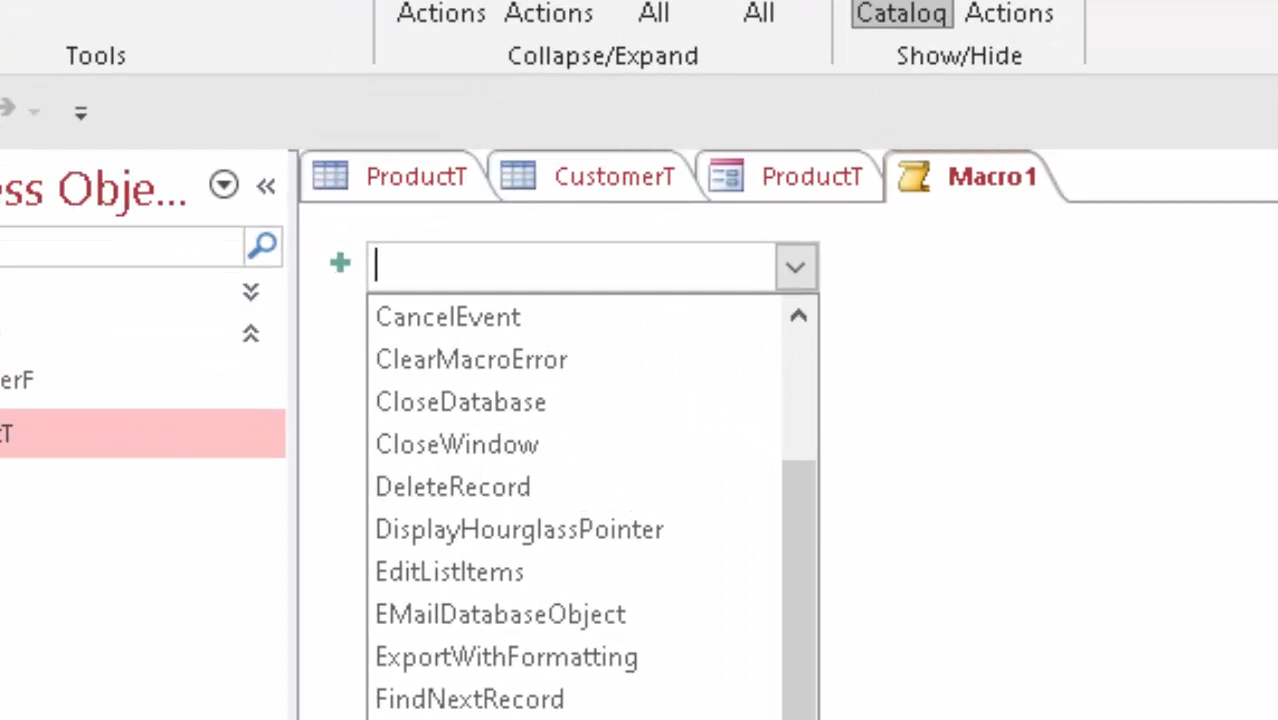 Actions Actions All All Catalog Actions
Tools Collapse/Expand Show/Hide
ess Obje...
ProductT CustomerT ProductT Macro1
CancelEvent
ClearMacroError
CloseDatabase
CloseWindow
erF
DeleteRecord
T
DisplayHourglassPointer
EditListItems
EMailDatabaseObject
ExportWithFormatting
FindNextRecord